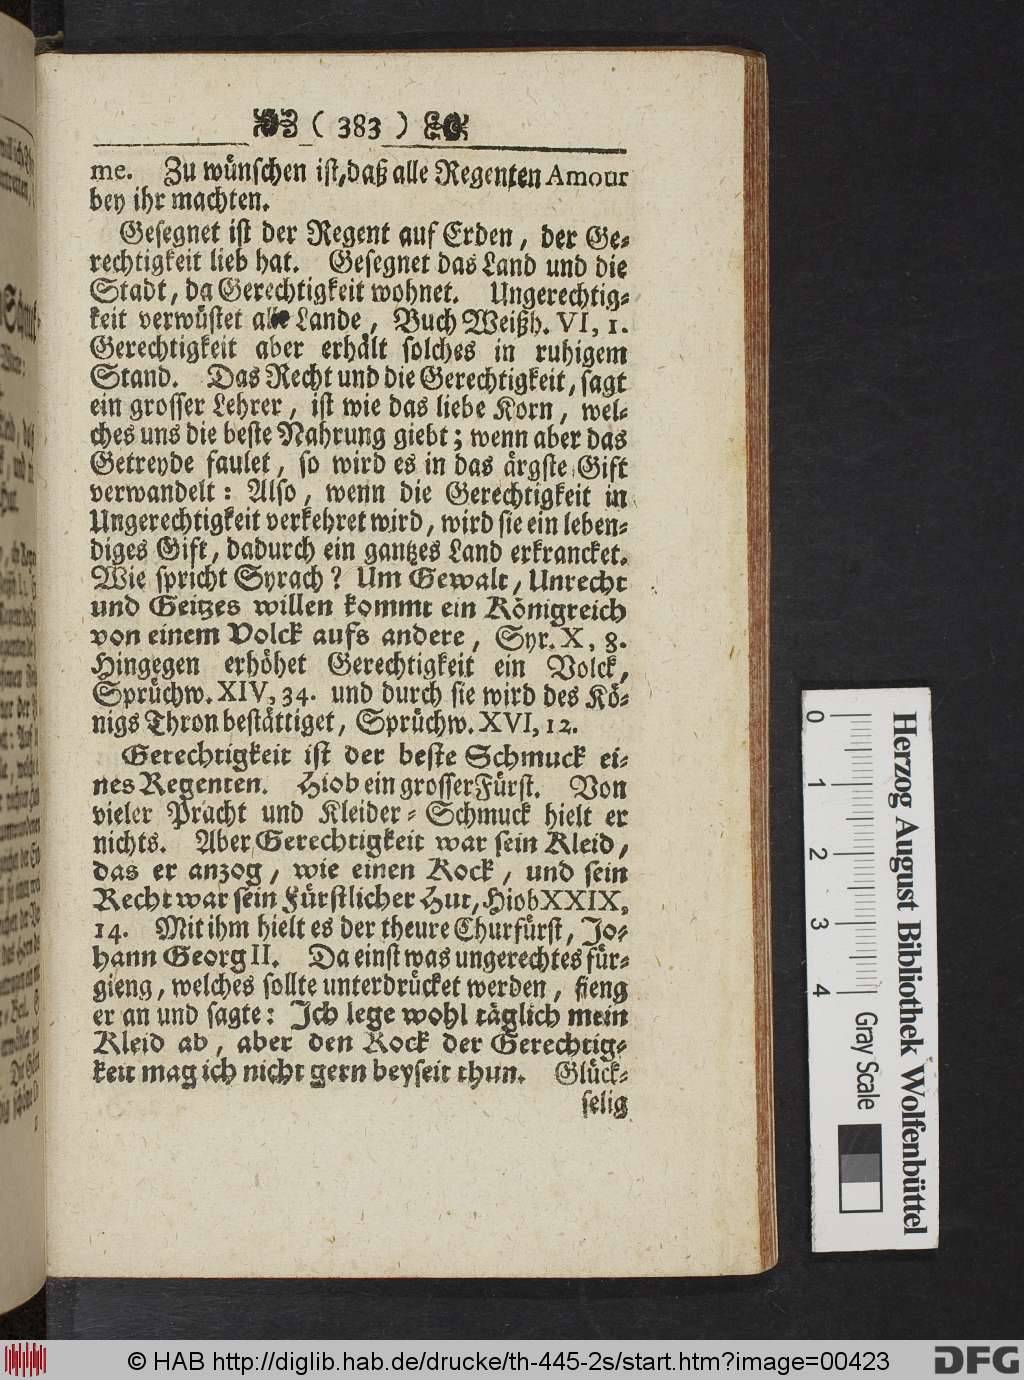 ( 383 )
me. Zu wünschen ist, daß alle Regenten Amour
bey ihr machten.
Gesegnet ist der Regent auf Erden, der Ge-
rechtigkeit lieb hat. Gesegnet das Land und die
Stadt, da Gerechtigkeit wohnet. Ungerechtig-
keit verwüstet alle Lande, Buch Weißh. VI, 1.
Gerechtigkeit aber erhält solches in ruhigem
Stand. Das Recht und die Gerechtigkeit, sagt
ein grosser Lehrer, ist wie das liebe Korn, wel-
ches uns die beste Nahrung giebt; wenn aber das
Getreyde faulet, so wird es in das ärgste Gift
verwandelt: Also, wenn die Gerechtigkeit in
Ungerechtigkeit verkehret wird, wird sie ein leben-
diges Gift, dadurch ein gantzes Land erkrancket.
Wie spricht Syrach? Um Gewalt, Unrecht
und Geitzes willen kommt ein Königreich
von einem Volck aufs andere, Syr. X, 8.
Hingegen erhöhet Gerechtigkeit ein Volck,
Sprüchw. XIV, 34. und durch sie wird des Kö-
nigs Thron bestättiget, Sprüchw. XVI, 12.
Gerechtigkeit ist der beste Schmuck ei-
nes Regenten. Hiob ein grosser Fürst. Von
vieler Pracht und Kleider-Schmuck hielt er
nichts. Aber Gerechtigkeit war sein Kleid,
das er anzog, wie einen Rock, und sein
Recht war sein Fürstlicher Hut, Hiob XXIX,
14. Mit ihm hielt es der theure Churfürst, Jo-
hann Georg II. Da einst was ungerechtes für-
gieng, welches sollte unterdrücket werden, fieng
er an und sagte: Ich lege wohl täglich mein
Kleid ab, aber den Rock der Gerechtig-
keit mag ich nicht gern beyseit thun. Glück-
selig
0 1 2 3 4 Gray Scale
Herzog August Bibliothek Wolfenbüttel
© HAB http://diglib.hab.de/drucke/th-445-2s/start.htm?image=00423
DFG